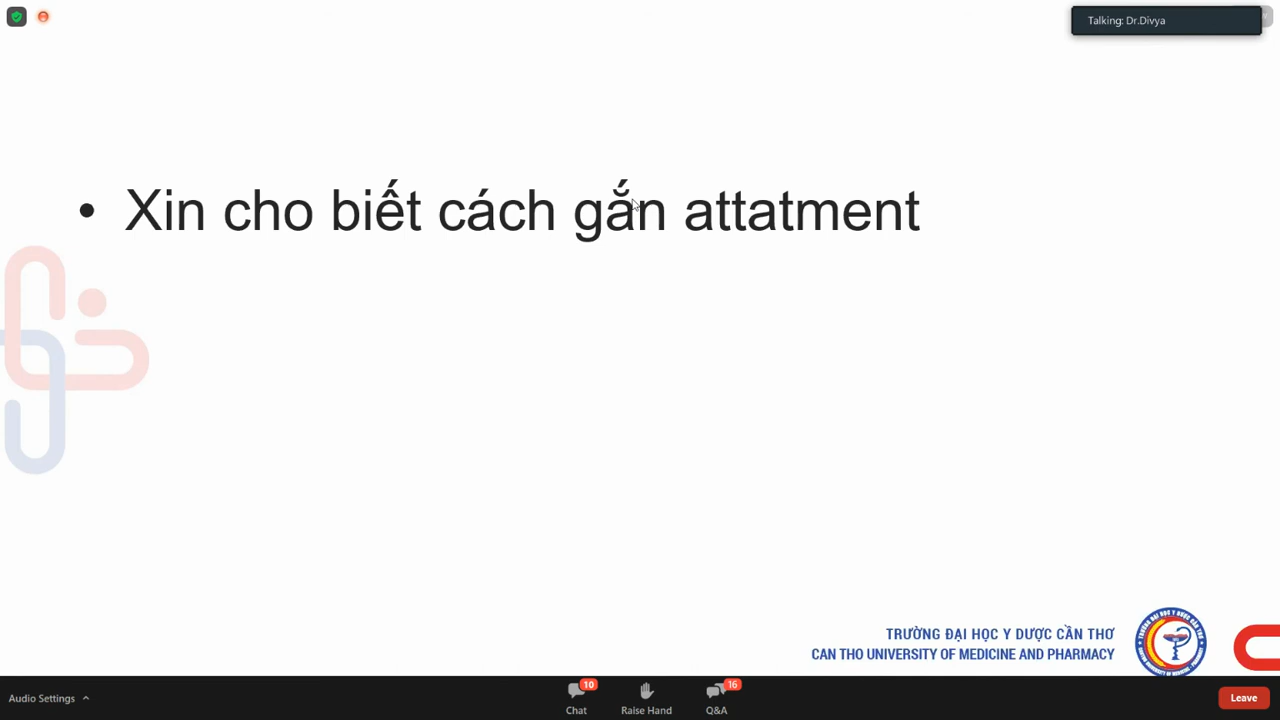 Talking: Dr.Divya
• Xin cho biết cách gắn attatment
TRƯỜNG ĐẠI HỌC Y DƯỢC CẦN THƠ
CAN THO UNIVERSITY OF MEDICINE AND PHARMACY
Audio Settings
10
Chat
Raise Hand
16
Q&A
Leave